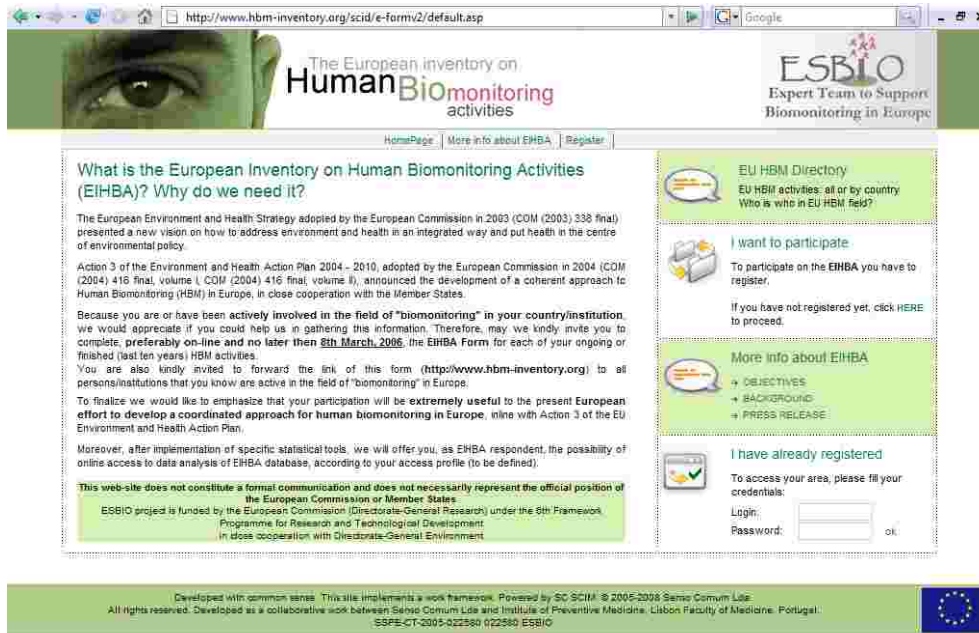 http://www.hbm-inventory.org/scid/e-formv2/default.asp
Google
The European inventory on
Human Biomonitoring
activities
ESBIO
Expert Team to Support
Biomonitoring in Europe
HomePage | More info about EIHBA | Register |
What is the European Inventory on Human Biomonitoring Activities
(EIHBA)? Why do we need it?
The European Environment and Health Strategy adopted by the European Commission in 2003 (COM (2003) 338 final)
presented a new vision on how to address environment and health in an integrated way and put health in the centre
of environmental policy.
Action 3 of the Environment and Health Action Plan 2004 - 2010, adopted by the European Commission in 2004 (COM
(2004) 416 final, volume I, COM (2004) 416 final, volume II), announced the development of a coherent approach to
Human Biomonitoring (HBM) in Europe, in close cooperation with the Member States.
Because you are or have been actively involved in the field of "biomonitoring" in your country/institution,
we would appreciate if you could help us in gathering this information. Therefore, may we kindly invite you to
complete, preferably on-line and no later then 8th March, 2006, the EIHBA Form for each of your ongoing or
finished (last ten years) HBM activities.
You are also kindly invited to forward the link of this form (http://www.hbm-inventory.org) to all
persons/institutions that you know are active in the field of "biomonitoring" in Europe.
To finalize we would like to emphasize that your participation will be extremely useful to the present European
effort to develop a coordinated approach for human biomonitoring in Europe, inline with Action 3 of the EU
Environment and Health Action Plan.
Moreover, after implementation of specific statistical tools, we will offer you, as EIHBA respondent, the possibility of
online access to data analysis of EIHBA database, according to your access profile (to be defined).
This web-site does not constitute a formal communication and does not necessarily represent the official position of
the European Commission or Member States
ESBIO project is funded by the European Commission (Directorate-General Research) under the 6th Framework
Programme for Research and Technological Development
in close cooperation with Directorate-General Environment
EU HBM Directory
EU HBM activities: all or by country
Who is who in EU HBM field?
I want to participate
To participate on the EIHBA you have to
register.
If you have not registered yet, click HERE
to proceed.
More info about EIHBA
→ OBJECTIVES
→ BACKGROUND
→ PRESS RELEASE
I have already registered
To access your area, please fill your
credentials:
Login:
Password:
OK
Developed with common sense. This site implements a work framework. Powered by SC SCIM. © 2005-2008 Senso Comum Lda.
All rights reserved. Developed as a collaborative work between Senso Comum Lda and Institute of Preventive Medicine, Lisbon Faculty of Medicine, Portugal.
SSPE-CT-2005-022580 022580 ESBIO